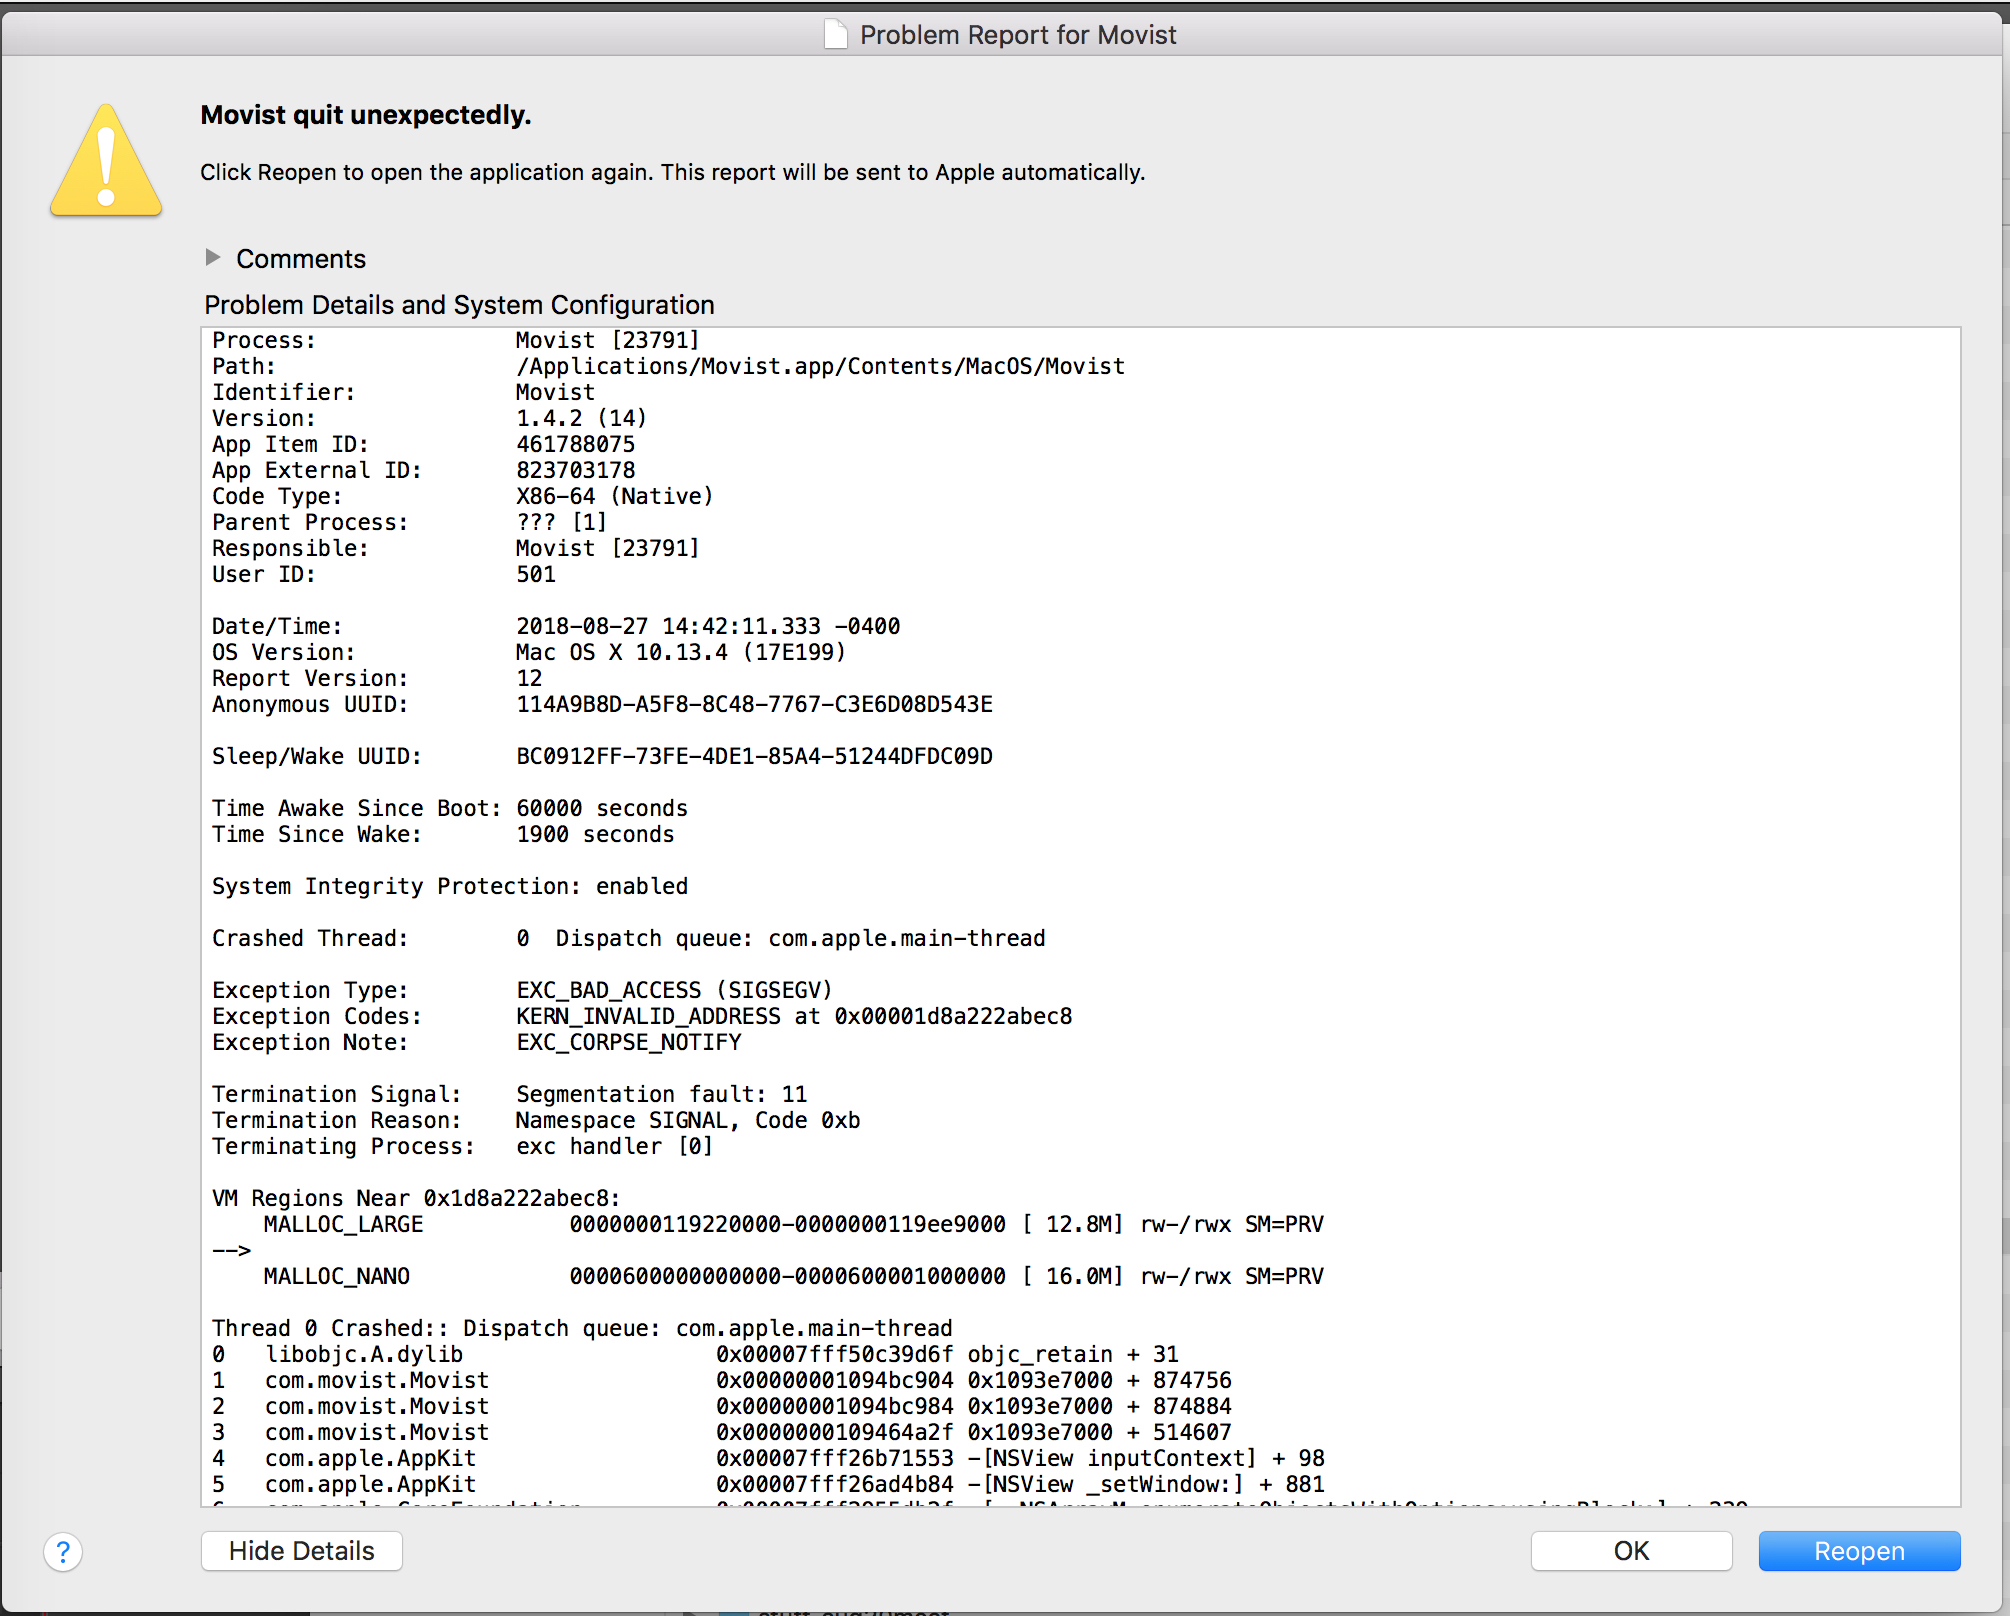 Problem Report for Movist
Movist quit unexpectedly.
Click Reopen to open the application again. This report will be sent to Apple automatically.
Comments
Problem Details and System Configuration
Process: Movist [23791]
Path: /Applications/Movist.app/Contents/MacOS/Movist
Identifier: Movist
Version: 1.4.2 (14)
App Item ID: 461788075
App External ID: 823703178
Code Type: X86-64 (Native)
Parent Process: ??? [1]
Responsible: Movist [23791]
User ID: 501
Date/Time: 2018-08-27 14:42:11.333 -0400
OS Version: Mac OS X 10.13.4 (17E199)
Report Version: 12
Anonymous UUID: 114A9B8D-A5F8-8C48-7767-C3E6D08D543E
Sleep/Wake UUID: BC0912FF-73FE-4DE1-85A4-51244DFDC09D
Time Awake Since Boot: 60000 seconds
Time Since Wake: 1900 seconds
System Integrity Protection: enabled
Crashed Thread: 0 Dispatch queue: com.apple.main-thread
Exception Type: EXC_BAD_ACCESS (SIGSEGV)
Exception Codes: KERN_INVALID_ADDRESS at 0x00001d8a222abec8
Exception Note: EXC_CORPSE_NOTIFY
Termination Signal: Segmentation fault: 11
Termination Reason: Namespace SIGNAL, Code 0xb
Terminating Process: exc handler [0]
VM Regions Near 0x1d8a222abec8:
MALLOC_LARGE 0000000119220000-0000000119ee9000 [ 12.8M] rw-/rwx SM=PRV
-->
MALLOC_NANO 0000600000000000-0000600001000000 [ 16.0M] rw-/rwx SM=PRV
Thread 0 Crashed:: Dispatch queue: com.apple.main-thread
0 libobjc.A.dylib 0x00007fff50c39d6f objc_retain + 31
1 com.movist.Movist 0x00000001094bc904 0x1093e7000 + 874756
2 com.movist.Movist 0x00000001094bc984 0x1093e7000 + 874884
3 com.movist.Movist 0x0000000109464a2f 0x1093e7000 + 514607
4 com.apple.AppKit 0x00007fff26b71553 -[NSView inputContext] + 98
5 com.apple.AppKit 0x00007fff26ad4b84 -[NSView _setWindow:] + 881
?
Hide Details
OK
Reopen